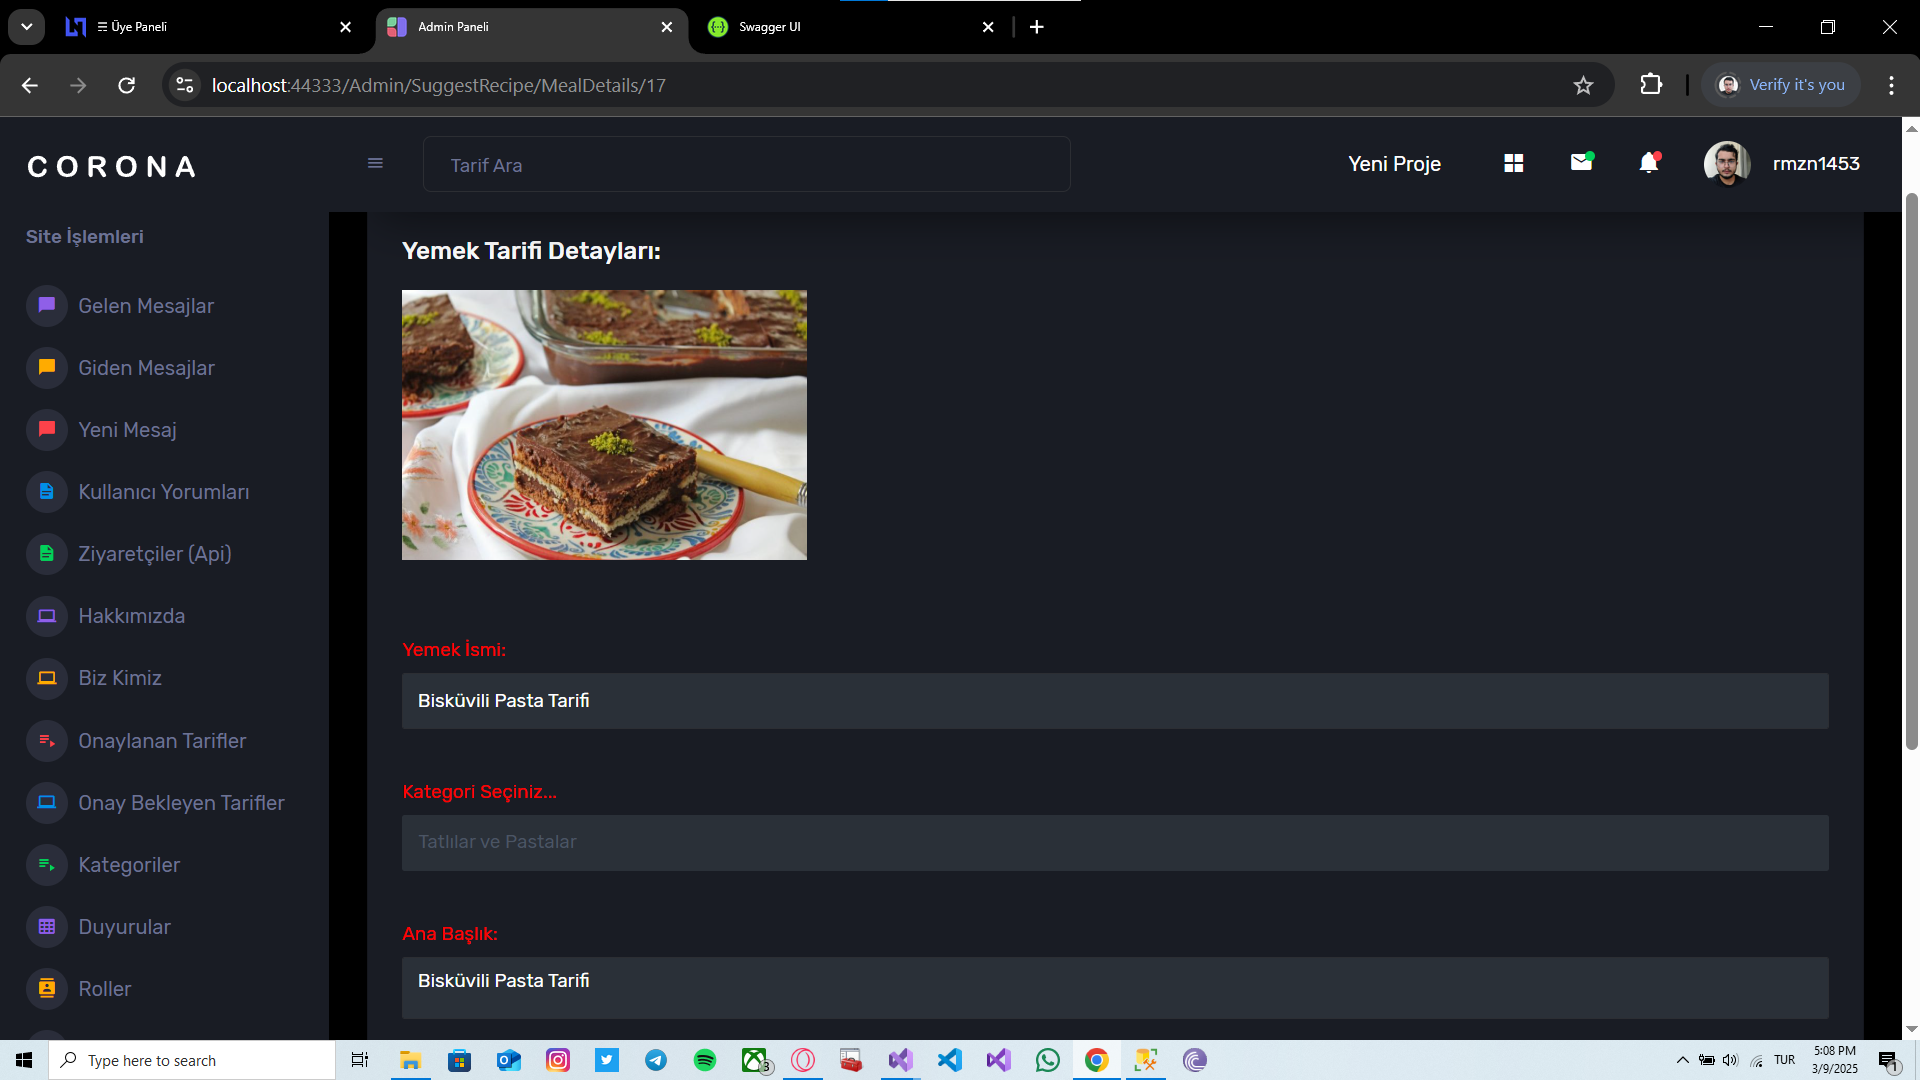 ☰ Üye Paneli
Admin Paneli
Swagger UI
localhost:44333/Admin/SuggestRecipe/MealDetails/17
Verify it's you
CORONA
Tarif Ara
Yeni Proje
rmzn1453
Site İşlemleri
Gelen Mesajlar
Giden Mesajlar
Yeni Mesaj
Kullanıcı Yorumları
Ziyaretçiler (Api)
Hakkımızda
Biz Kimiz
Onaylanan Tarifler
Onay Bekleyen Tarifler
Kategoriler
Duyurular
Roller
Yemek Tarifi Detayları:
Yemek İsmi:
Bisküvili Pasta Tarifi
Kategori Seçiniz...
Tatlılar ve Pastalar
Ana Başlık:
Bisküvili Pasta Tarifi
Type here to search
3
TUR
5:08 PM
3/9/2025
1